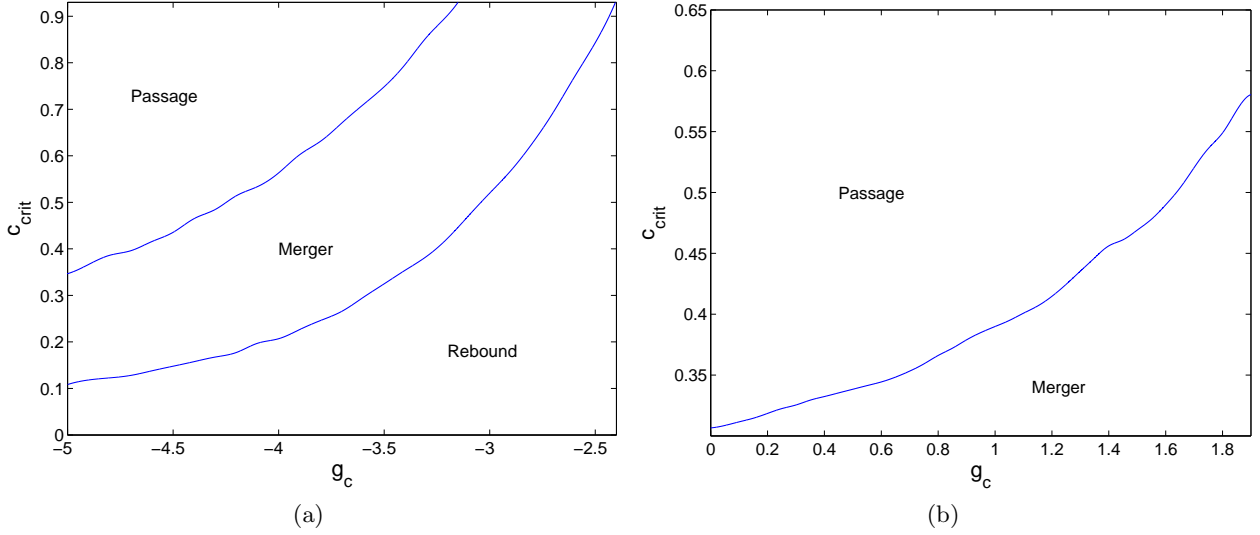 0.9
0.8
0.7
0.6
0.5
0.4
0.3
0.2
0.1
0
c_crit
Passage
Merger
Rebound
−5 −4.5 −4 −3.5 −3 −2.5
g_c
(a)
0.65
0.6
0.55
0.5
0.45
0.4
0.35
c_crit
Passage
Merger
0 0.2 0.4 0.6 0.8 1 1.2 1.4 1.6 1.8
g_c
(b)